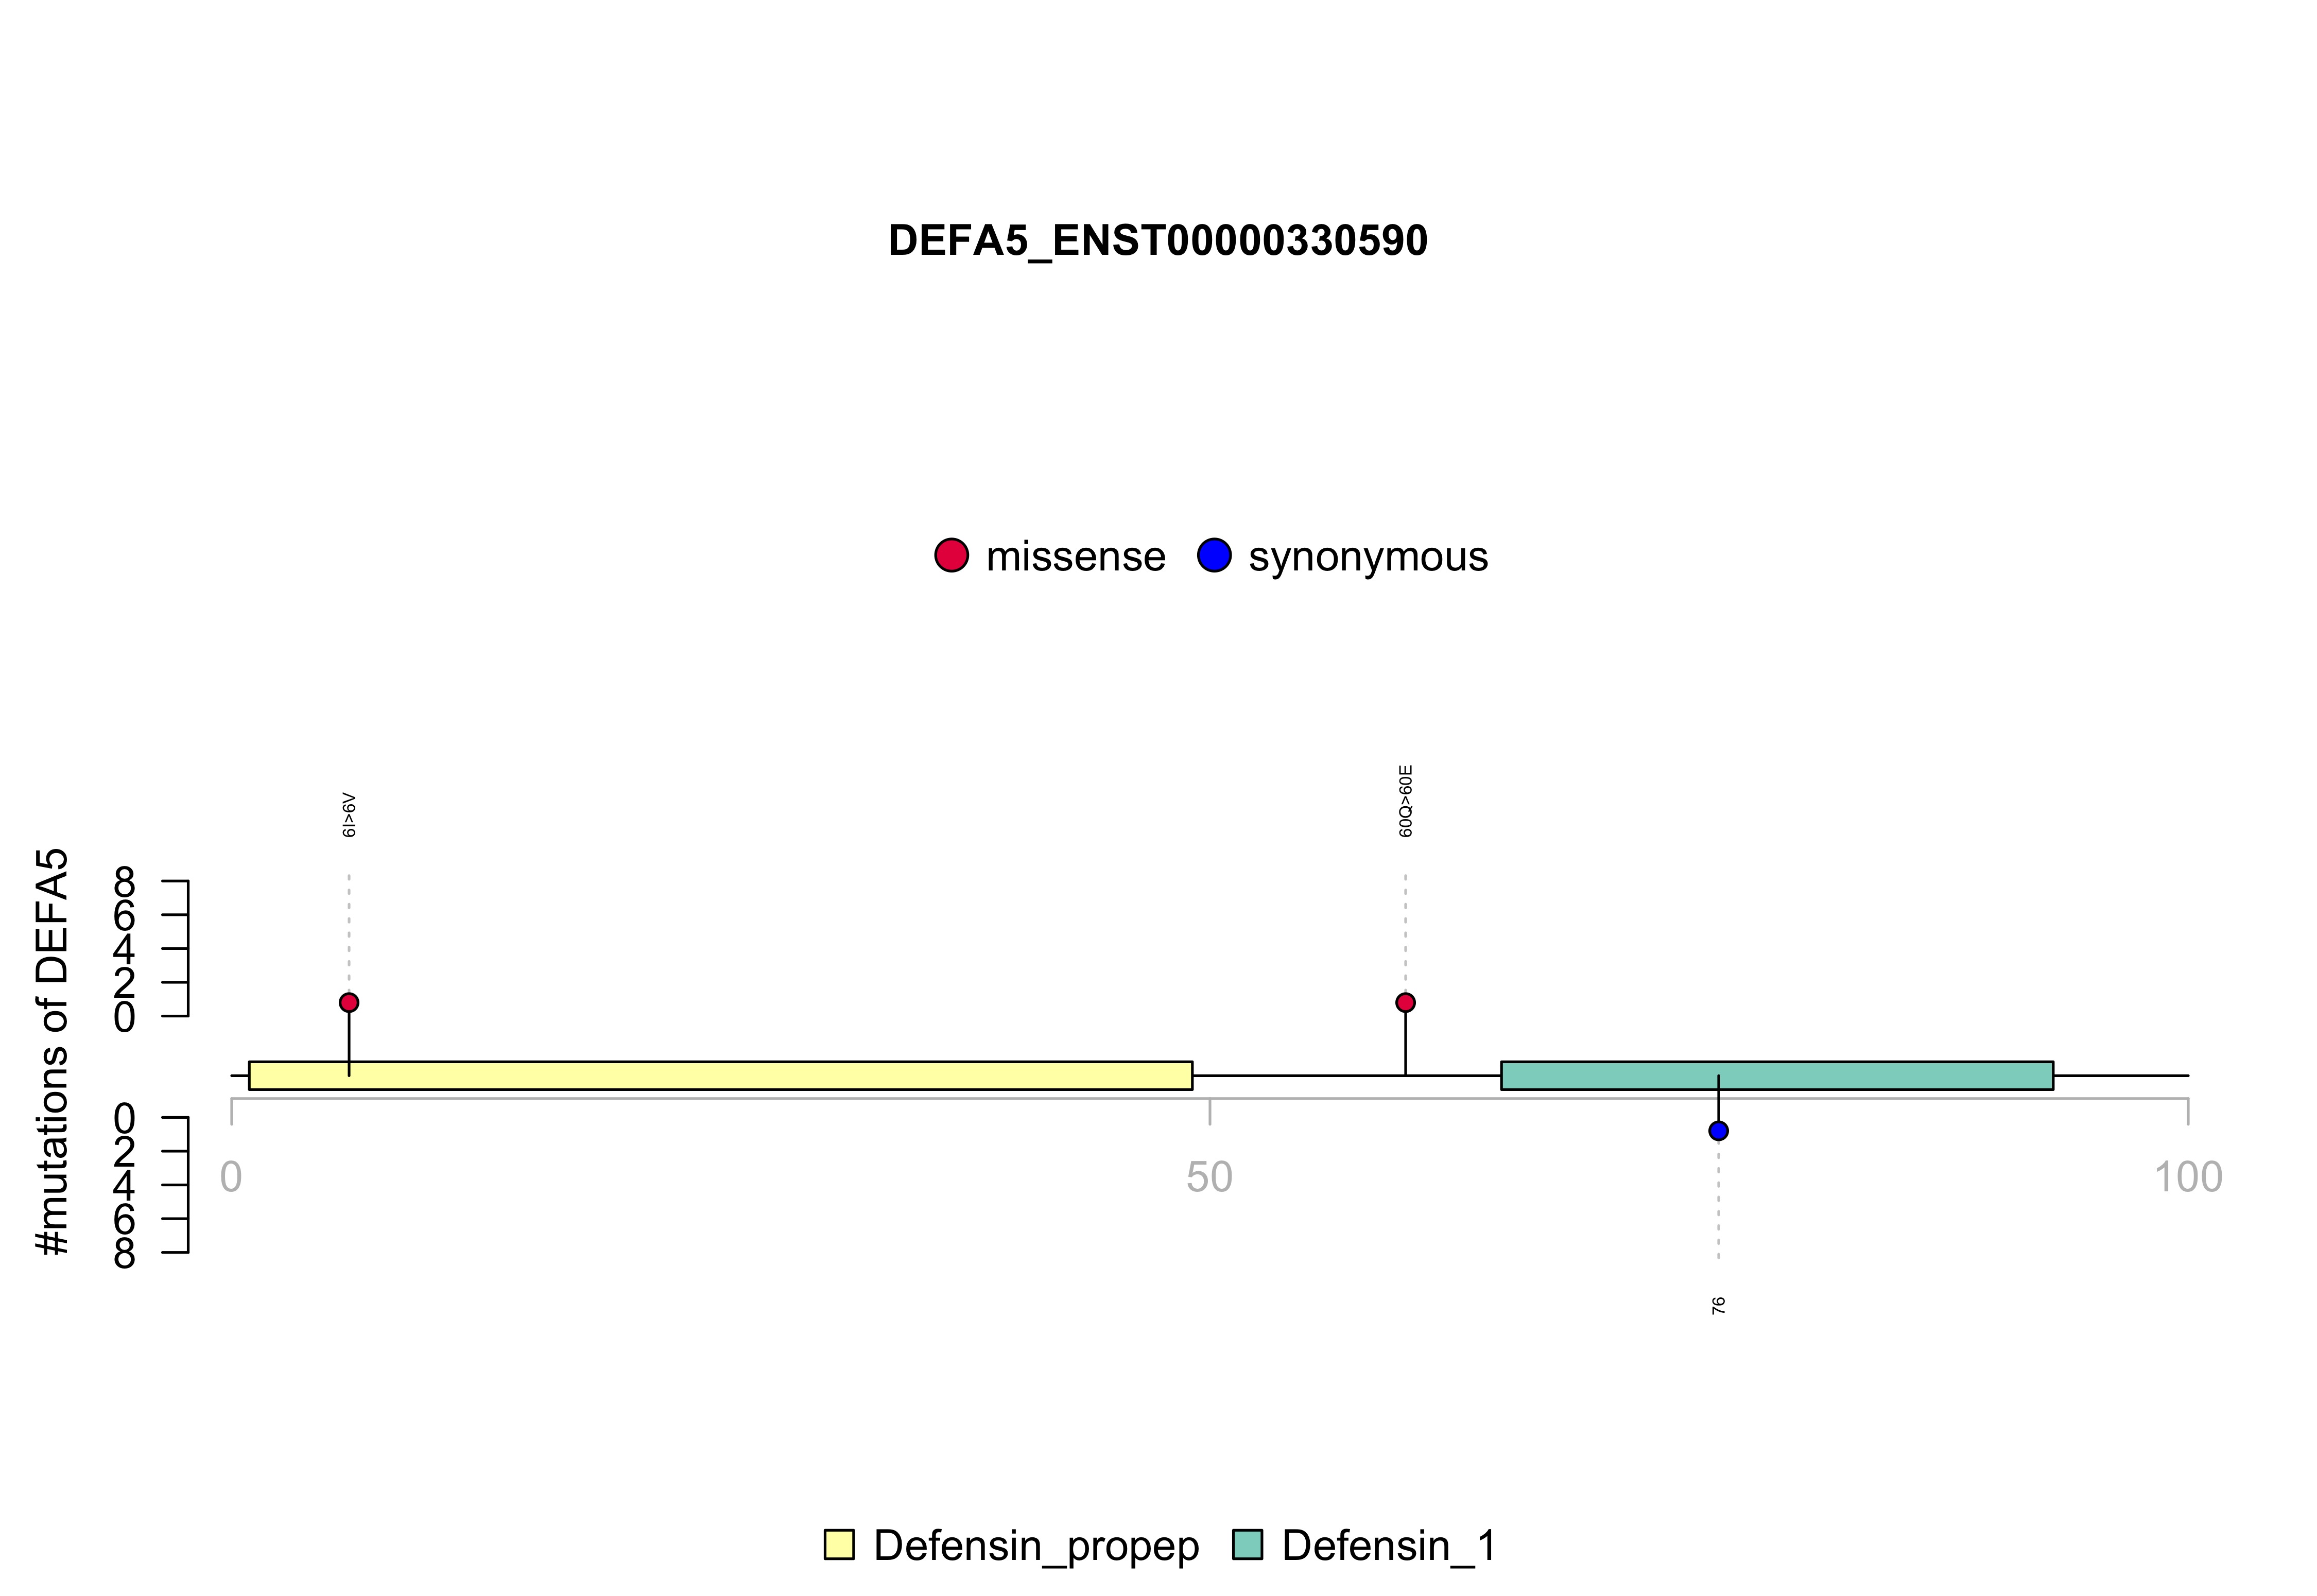 DEFA5_ENST00000330590
missense synonymous
6I>6V
60Q>60E
#mutations of DEFA5
8
6
4
2
0
0
2
4
6
8
0 50 100
76
Defensin_propep Defensin_1